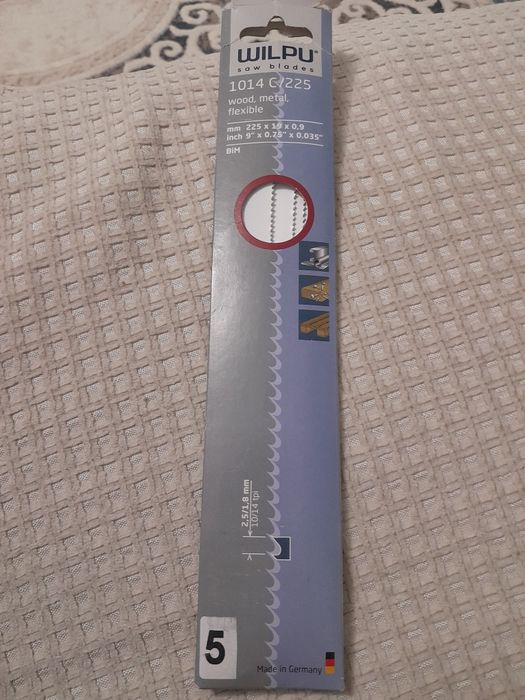 WILPU®
saw blades
1014 C/225
wood, metal,
flexible
mm 225 x 19 x 0.9
inch 9" x 0.75" x 0.035"
BiM
2,5/1,8 mm
10/14 tpi
5
Made in Germany